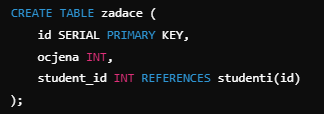 CREATE TABLE zadace (
    id SERIAL PRIMARY KEY,
    ocjena INT,
    student_id INT REFERENCES studenti(id)
);